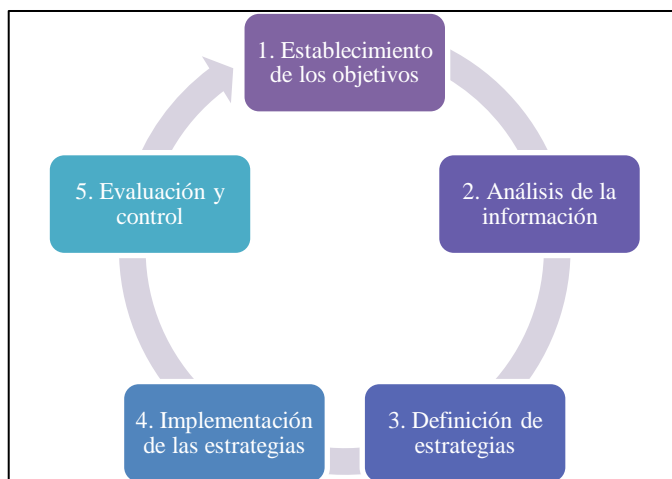 1. Establecimiento
de los objetivos
2. Análisis de la
información
3. Definición de
estrategias
4. Implementación
de las estrategias
5. Evaluación y
control